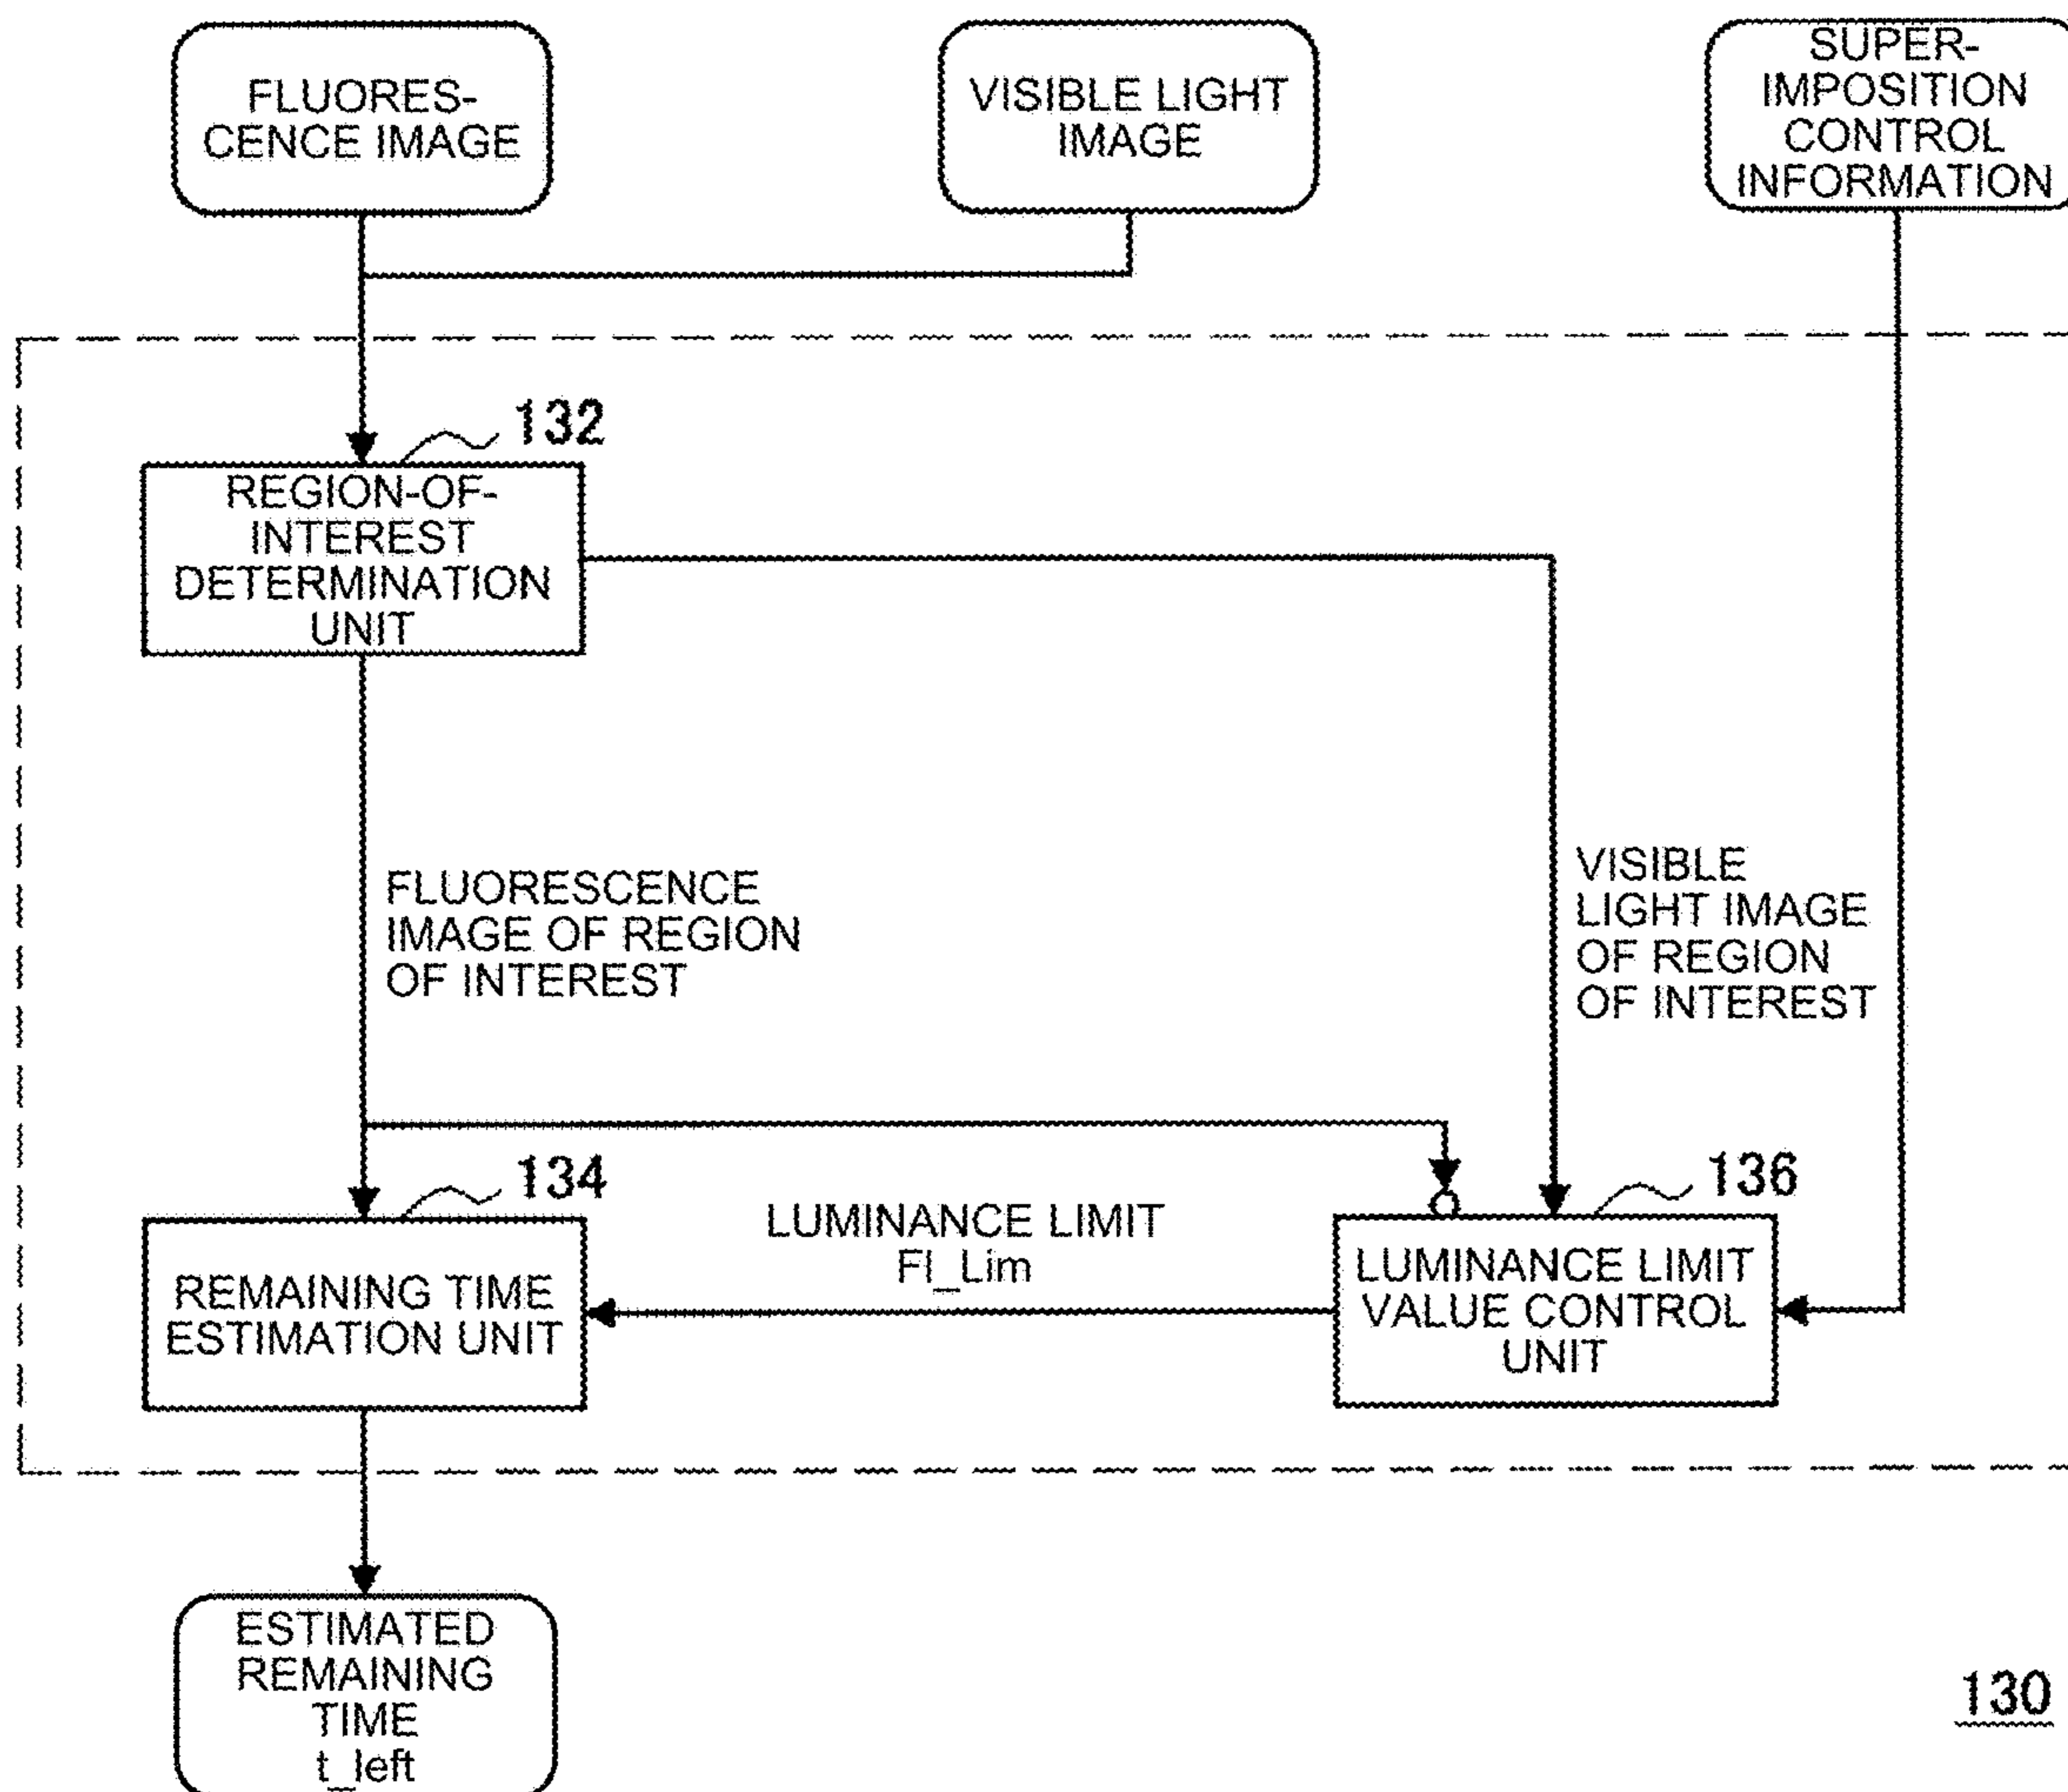 FLUORES-
CENCE IMAGE
VISIBLE LIGHT
IMAGE
SUPER-
IMPOSITION
CONTROL
INFORMATION
132
REGION-OF-
INTEREST
DETERMINATION
UNIT
FLUORESCENCE
IMAGE OF REGION
OF INTEREST
VISIBLE
LIGHT IMAGE
OF REGION
OF INTEREST
134
REMAINING TIME
ESTIMATION UNIT
LUMINANCE LIMIT
Fl_Lim
136
LUMINANCE LIMIT
VALUE CONTROL
UNIT
ESTIMATED
REMAINING
TIME
t_left
130